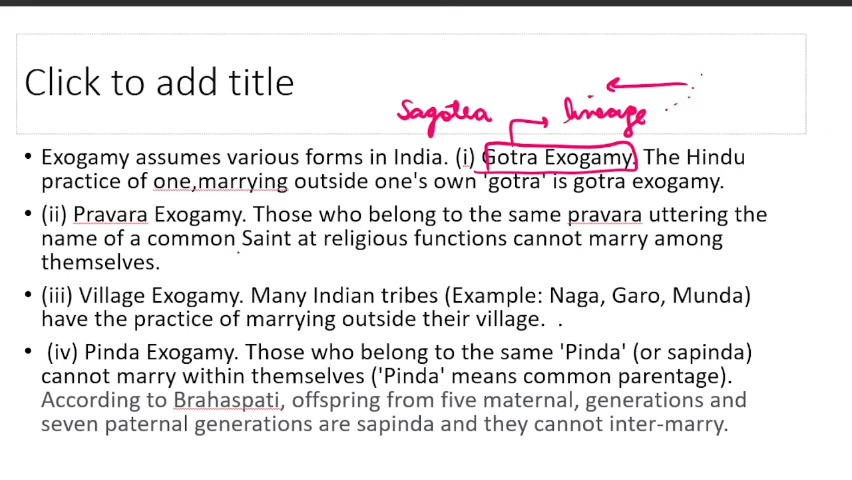 Click to add title
Sagotra lineage
• Exogamy assumes various forms in India. (i) Gotra Exogamy. The Hindu
practice of one,marrying outside one's own 'gotra' is gotra exogamy.
• (ii) Pravara Exogamy. Those who belong to the same pravara uttering the
name of a common Saint at religious functions cannot marry among
themselves.
• (iii) Village Exogamy. Many Indian tribes (Example: Naga, Garo, Munda)
have the practice of marrying outside their village. .
• (iv) Pinda Exogamy. Those who belong to the same 'Pinda' (or sapinda)
cannot marry within themselves ('Pinda' means common parentage).
According to Brahaspati, offspring from five maternal, generations and
seven paternal generations are sapinda and they cannot inter-marry.